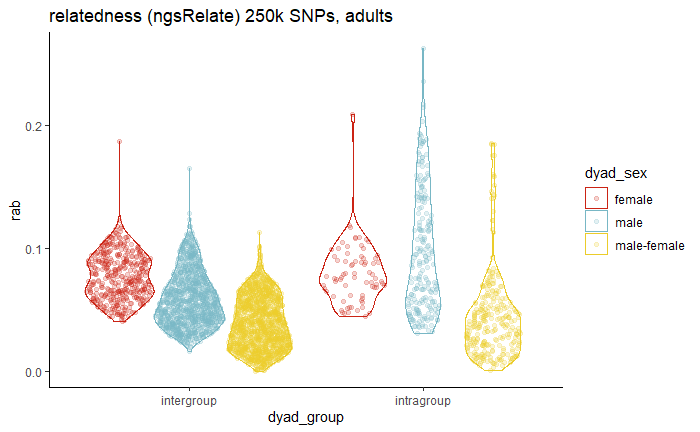 relatedness (ngsRelate) 250k SNPs, adults
rab
0.2
0.1
0.0
intergroup
intragroup
dyad_group
dyad_sex
female
male
male-female